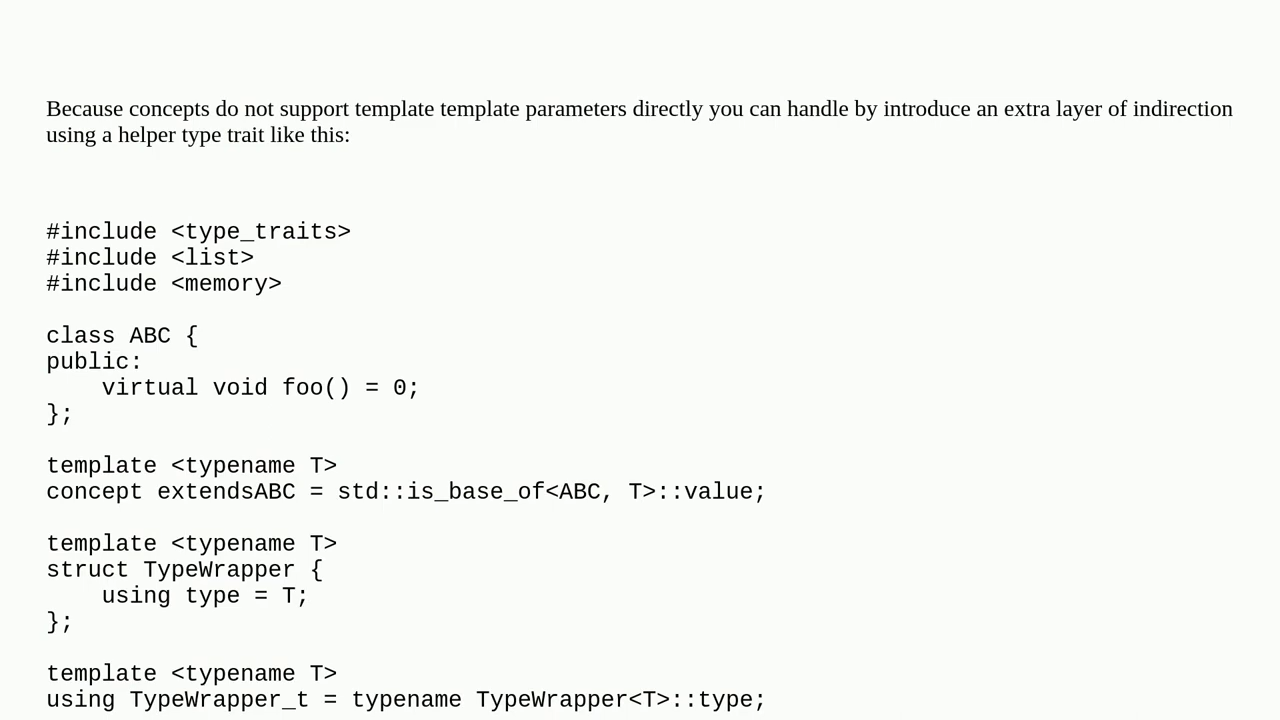 Because concepts do not support template template parameters directly you can handle by introduce an extra layer of indirection
using a helper type trait like this:
#include <type_traits>
#include <list>
#include <memory>
class ABC {
public:
    virtual void foo() = 0;
};
template <typename T>
concept extendsABC = std::is_base_of<ABC, T>::value;
template <typename T>
struct TypeWrapper {
    using type = T;
};
template <typename T>
using TypeWrapper_t = typename TypeWrapper<T>::type;